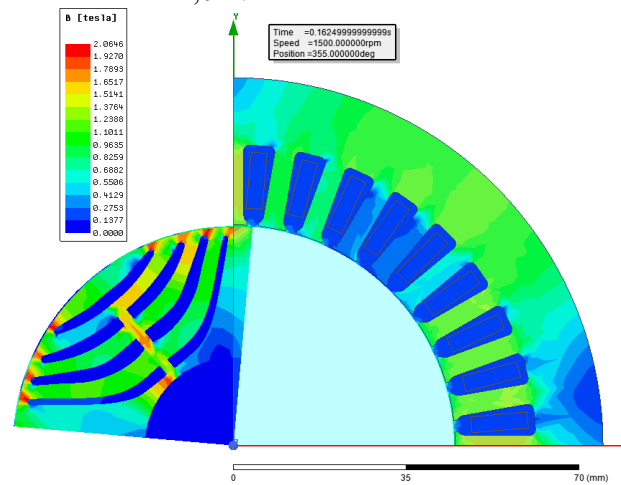 B [tesla]
2.0646
1.9270
1.7893
1.6517
1.5141
1.3764
1.2388
1.1011
0.9635
0.8259
0.6882
0.5506
0.4129
0.2753
0.1377
0.0000
Y
Time =0.16249999999999s
Speed =1500.000000rpm
Position =355.000000deg
0 35 70 (mm)